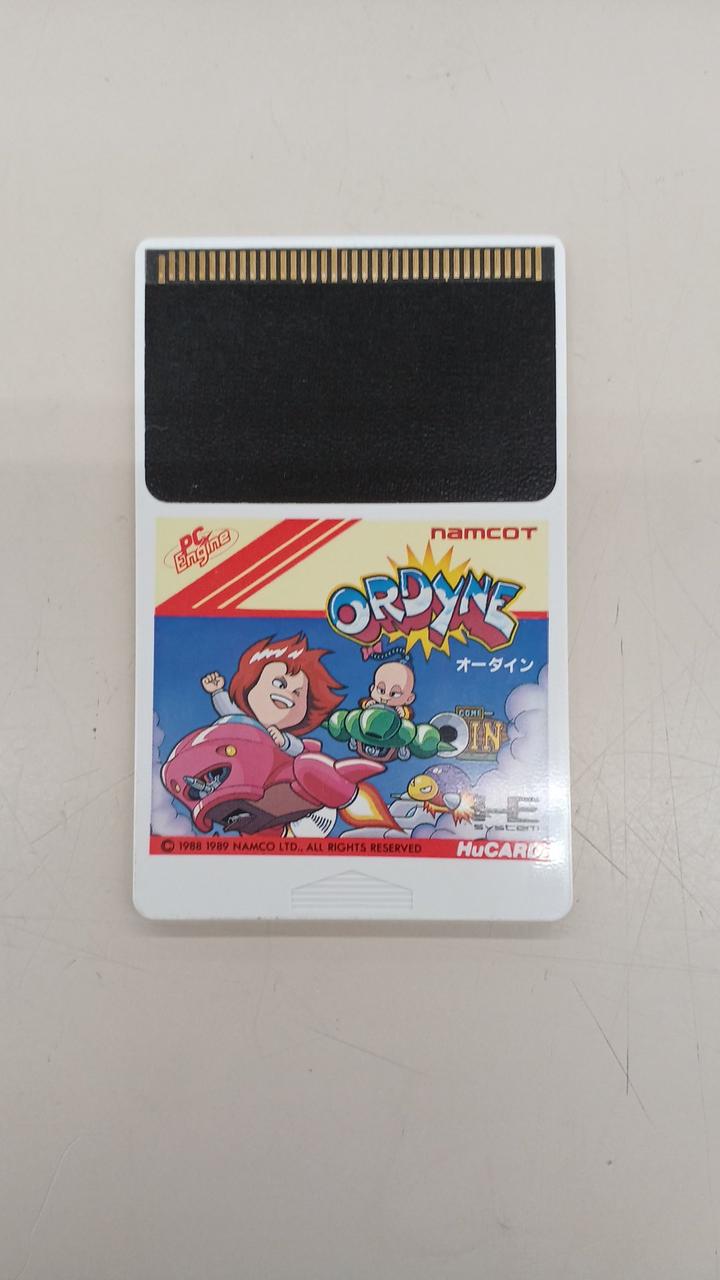 PC Engine
namcoT
ORDYNE
オーダイン
COME
IN
HE
SYSTEM
© 1988 1989 NAMCO LTD., ALL RIGHTS RESERVED
HuCARD